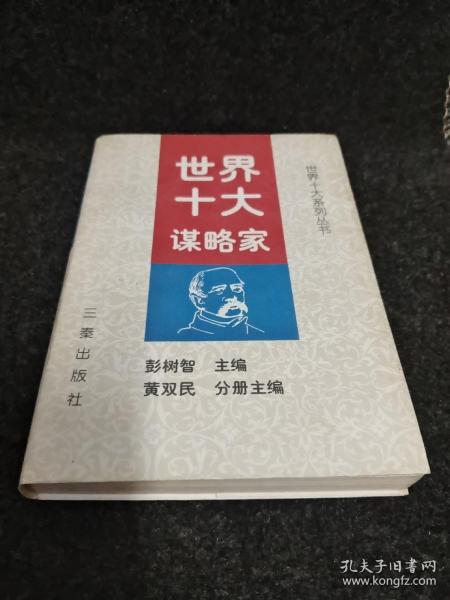 世界
十大
谋略家
世界十大系列丛书
三秦出版社
彭树智 主编
黄双民 分册主编
孔夫子旧书网
www.kongfz.com